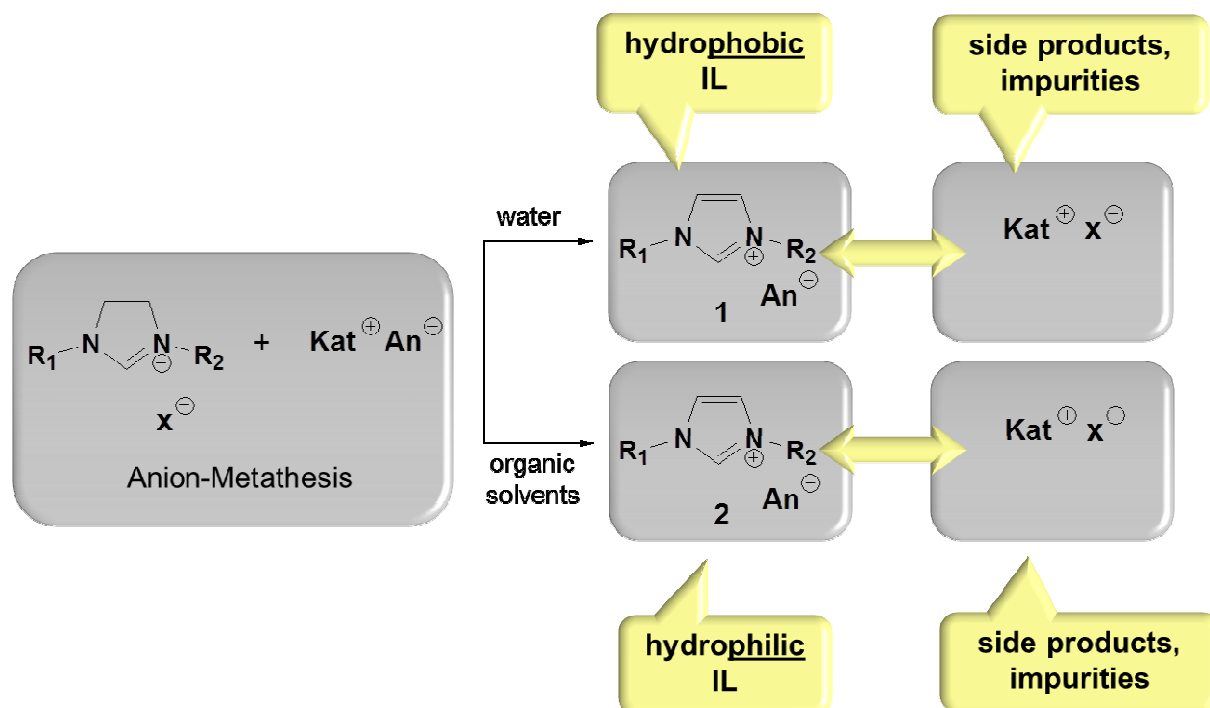 hydrophobic
IL
side products,
impurities
water
R1 N N⊕ R2
An⊖
1
Kat⊕ x⊖
R1 N N⊖ R2 + Kat⊕ An⊖
x⊖
Anion-Metathesis
organic
solvents
R1 N N⊕ R2
An⊖
2
Kat⦶ x○
hydrophilic
IL
side products,
impurities